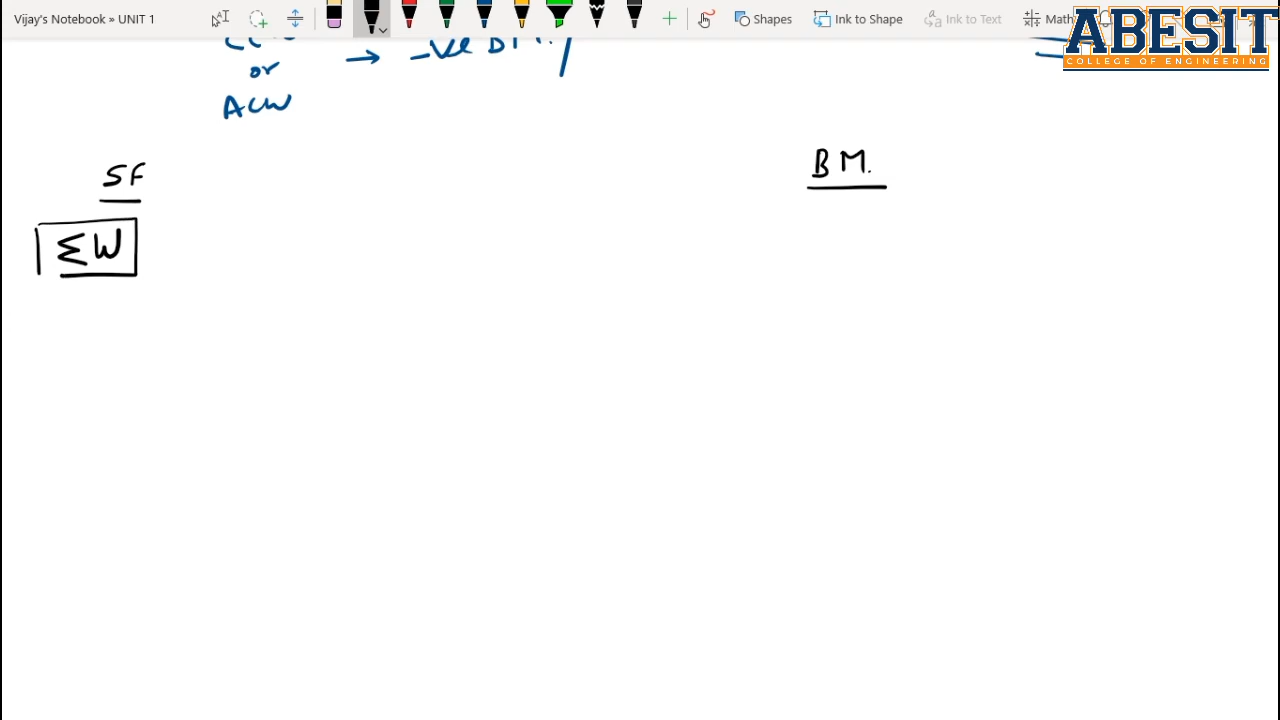 Vijay's Notebook » UNIT 1
Shapes
Ink to Shape
Ink to Text
Math
ABESIT
COLLEGE OF ENGINEERING
or → -ve BM.
ACW
SF
BM.
ΣW